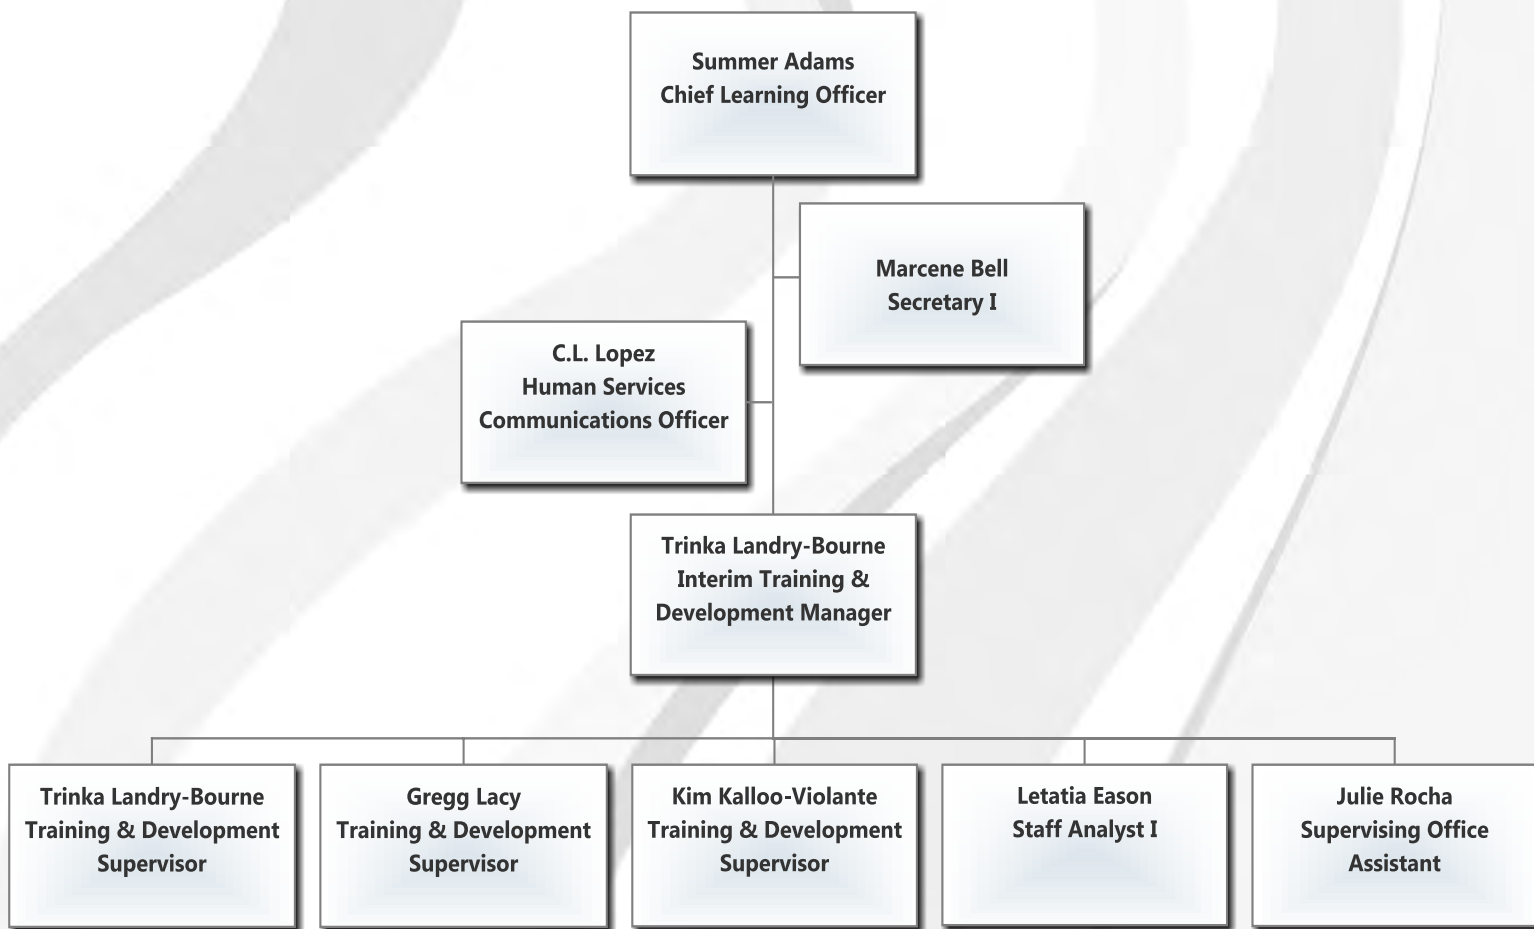 Summer Adams
Chief Learning Officer
Marcene Bell
Secretary I
C.L. Lopez
Human Services
Communications Officer
Trinka Landry-Bourne
Interim Training &
Development Manager
Trinka Landry-Bourne
Training & Development
Supervisor
Gregg Lacy
Training & Development
Supervisor
Kim Kalloo-Violante
Training & Development
Supervisor
Letatia Eason
Staff Analyst I
Julie Rocha
Supervising Office
Assistant